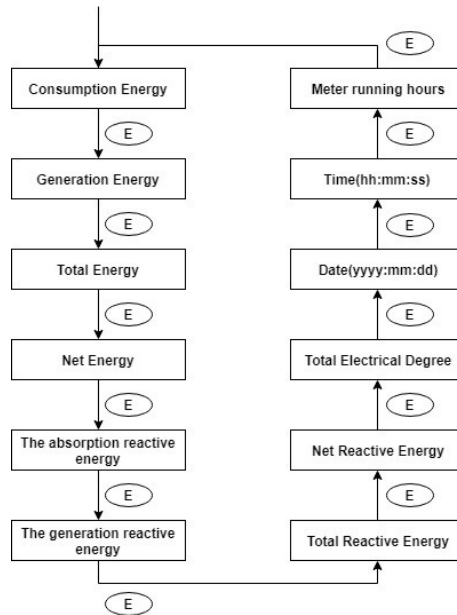 Consumption Energy
E
Generation Energy
E
Total Energy
E
Net Energy
E
The absorption reactive
energy
E
The generation reactive
energy
E
E
Meter running hours
E
Time(hh:mm:ss)
E
Date(yyyy:mm:dd)
E
Total Electrical Degree
E
Net Reactive Energy
E
Total Reactive Energy